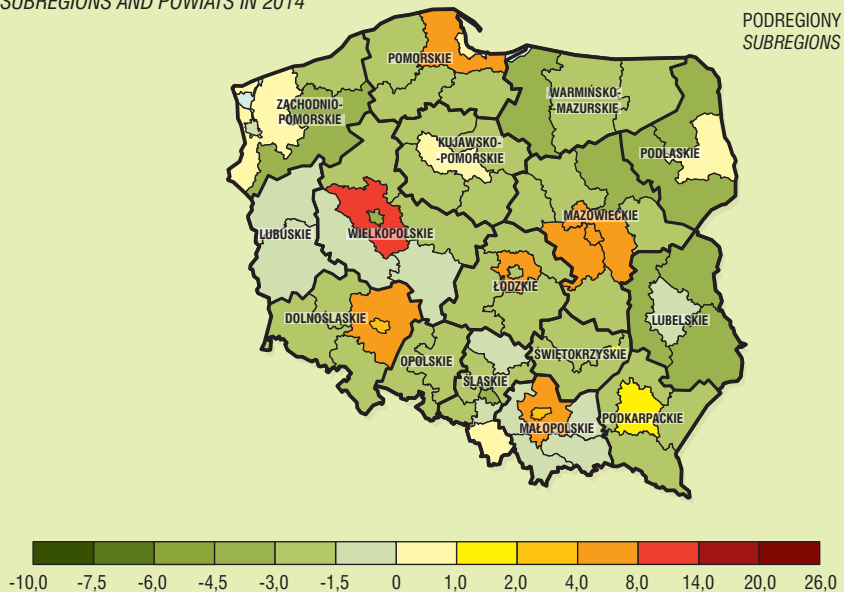 SUBREGIONS AND POWIATS IN 2014
PODREGIONY
SUBREGIONS
POMORSKIE
ZACHODNIO-
POMORSKIE
WARMIŃSKO-
MAZURSKIE
KUJAWSKO-
-POMORSKIE
PODLASKIE
LUBUSKIE
WIELKOPOLSKIE
MAZOWIECKIE
ŁÓDZKIE
DOLNOŚLĄSKIE
LUBELSKIE
OPOLSKIE
ŚWIĘTOKRZYSKIE
ŚLĄSKIE
MAŁOPOLSKIE
PODKARPACKIE
-10,0 -7,5 -6,0 -4,5 -3,0 -1,5 0 1,0 2,0 4,0 8,0 14,0 20,0 26,0